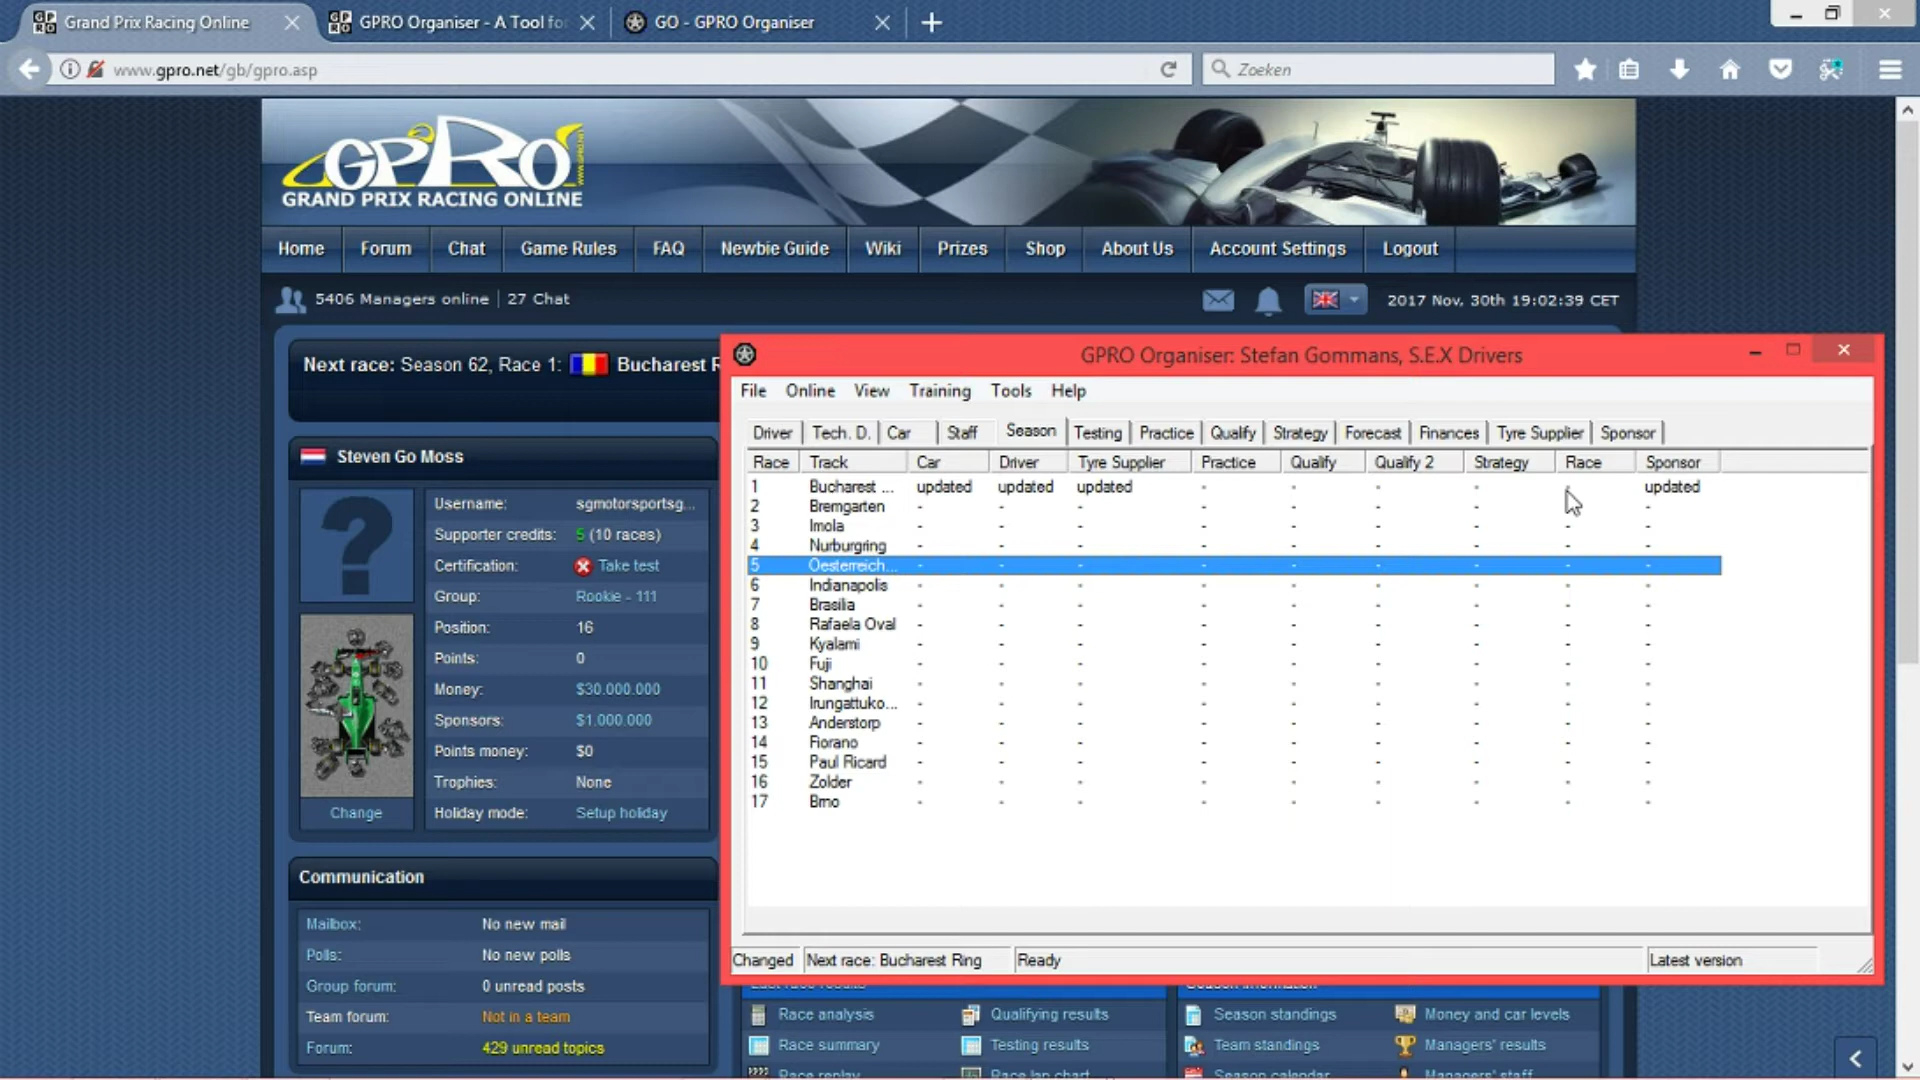 Grand Prix Racing Online
GPRO Organiser - A Tool fo
GO - GPRO Organiser
www.gpro.net/gb/gpro.asp
Zoeken
GPRO
GRAND PRIX RACING ONLINE
Home Forum Chat Game Rules FAQ Newbie Guide Wiki Prizes Shop About Us Account Settings Logout
5406 Managers online | 27 Chat
2017 Nov, 30th 19:02:39 CET
Next race: Season 62, Race 1: Bucharest R
Steven Go Moss
Username: sgmotorsportsg...
Supporter credits: 5 (10 races)
Certification: Take test
Group: Rookie - 111
Position: 16
Points: 0
Money: $30.000.000
Sponsors: $1.000.000
Points money: $0
Trophies: None
Holiday mode: Setup holiday
Change
Communication
Mailbox: No new mail
Polls: No new polls
Group forum: 0 unread posts
Team forum: Not in a team
Forum: 429 unread topics
GPRO Organiser: Stefan Gommans, S.E.X Drivers
File Online View Training Tools Help
Driver Tech. D. Car Staff Season Testing Practice Qualify Strategy Forecast Finances Tyre Supplier Sponsor
Race Track Car Driver Tyre Supplier Practice Qualify Qualify 2 Strategy Race Sponsor
1 Bucharest ... updated updated updated - - - - - updated
2 Bremgarten - - - - - - - - -
3 Imola - - - - - - - - -
4 Nurburgring - - - - - - - - -
5 Oesterreich... - - - - - - - - -
6 Indianapolis - - - - - - - - -
7 Brasilia - - - - - - - - -
8 Rafaela Oval - - - - - - - - -
9 Kyalami - - - - - - - - -
10 Fuji - - - - - - - - -
11 Shanghai - - - - - - - - -
12 Irungattuko... - - - - - - - - -
13 Anderstorp - - - - - - - - -
14 Fiorano - - - - - - - - -
15 Paul Ricard - - - - - - - - -
16 Zolder - - - - - - - - -
17 Brno - - - - - - - - -
Changed Next race: Bucharest Ring Ready Latest version
Race analysis Qualifying results Season standings Money and car levels
Race summary Testing results Team standings Managers' results
Race replay Race lap chart Season calendar Managers' staff